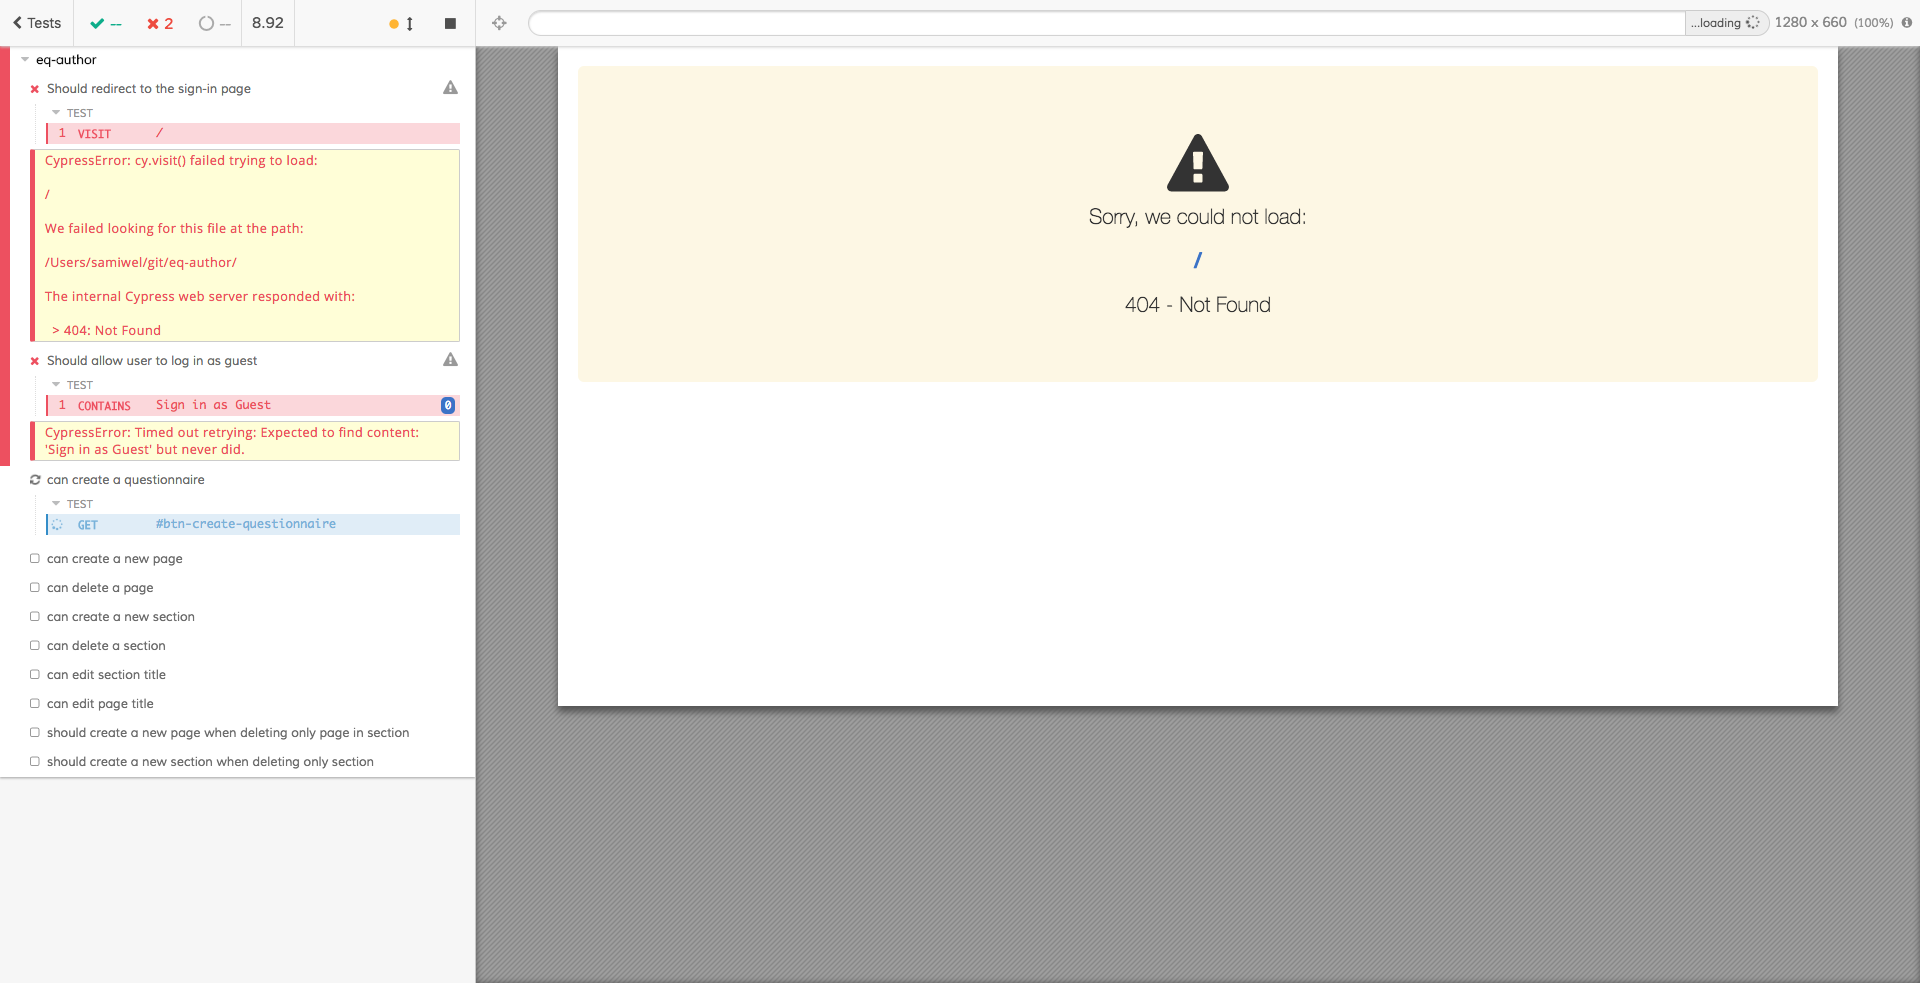 Tests -- 2 -- 8.92 ...loading 1280 x 660 (100%)
eq-author
Should redirect to the sign-in page
TEST
1 VISIT /
CypressError: cy.visit() failed trying to load:
/
We failed looking for this file at the path:
/Users/samiwel/git/eq-author/
The internal Cypress web server responded with:
> 404: Not Found
Should allow user to log in as guest
TEST
1 CONTAINS Sign in as Guest 0
CypressError: Timed out retrying: Expected to find content:
'Sign in as Guest' but never did.
can create a questionnaire
TEST
GET #btn-create-questionnaire
can create a new page
can delete a page
can create a new section
can delete a section
can edit section title
can edit page title
should create a new page when deleting only page in section
should create a new section when deleting only section
Sorry, we could not load:
/
404 - Not Found